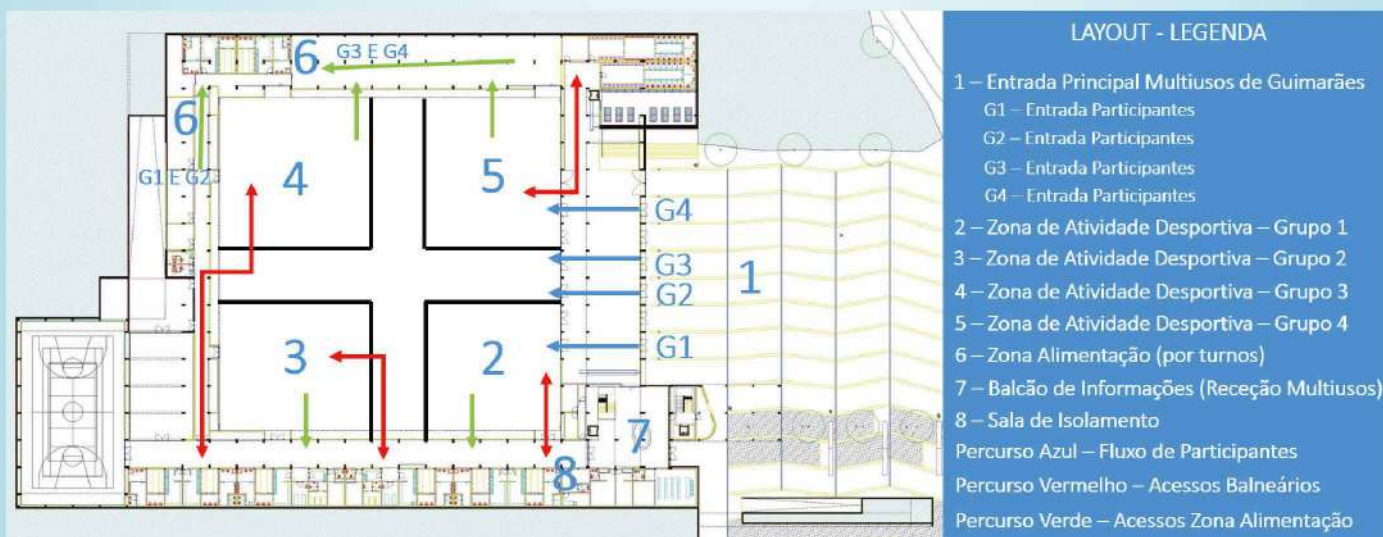 6
G3 E G4
6
G1 E G2
4
5
G4
G3
G2
G1
1
3
2
7
8
LAYOUT - LEGENDA
1 – Entrada Principal Multiusos de Guimarães
G1 – Entrada Participantes
G2 – Entrada Participantes
G3 – Entrada Participantes
G4 – Entrada Participantes
2 – Zona de Atividade Desportiva – Grupo 1
3 – Zona de Atividade Desportiva – Grupo 2
4 – Zona de Atividade Desportiva – Grupo 3
5 – Zona de Atividade Desportiva – Grupo 4
6 – Zona Alimentação (por turnos)
7 – Balcão de Informações (Receção Multiusos)
8 – Sala de Isolamento
Percurso Azul – Fluxo de Participantes
Percurso Vermelho – Acessos Balneários
Percurso Verde – Acessos Zona Alimentação